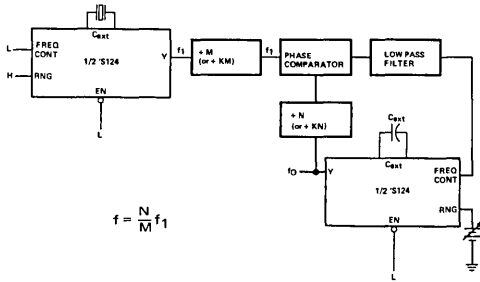 L
FREQ
CONT
H
RNG
Cext
Y
1/2 'S124
EN
L
f1
÷ M
(or ÷ KM)
f1
PHASE
COMPARATOR
LOW PASS
FILTER
÷ N
(or ÷ KN)
fO
Y
Cext
Cext
1/2 'S124
FREQ
CONT
RNG
EN
L
f = N/M f1